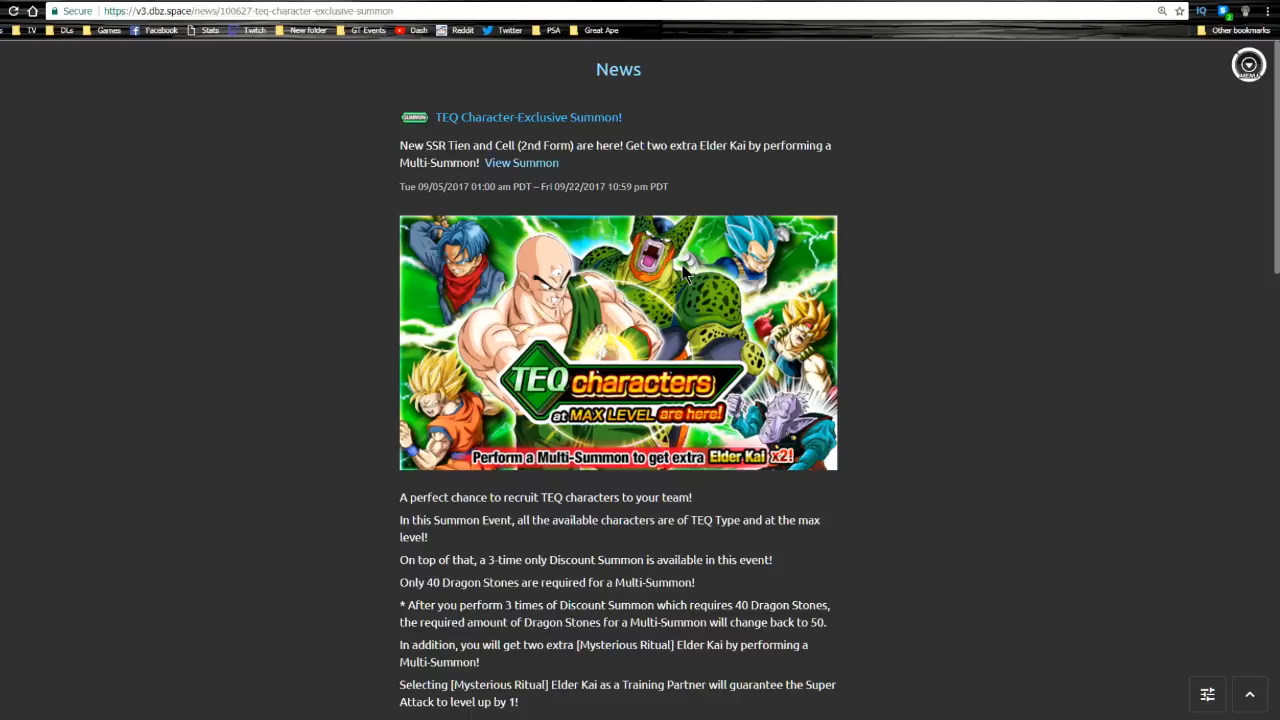 Secure https://v3.dbz.space/news/100627-teq-character-exclusive-summon
TV DLs Games Facebook Stats Twitch New folder GT Events Dash Reddit Twitter PSA Great Ape Other bookmarks
News
MENU
SUMMON TEQ Character-Exclusive Summon!
New SSR Tien and Cell (2nd Form) are here! Get two extra Elder Kai by performing a
Multi-Summon! View Summon
Tue 09/05/2017 01:00 am PDT – Fri 09/22/2017 10:59 pm PDT
TEQ characters
at MAX LEVEL are here!
Perform a Multi-Summon to get extra Elder Kai x2!
A perfect chance to recruit TEQ characters to your team!
In this Summon Event, all the available characters are of TEQ Type and at the max
level!
On top of that, a 3-time only Discount Summon is available in this event!
Only 40 Dragon Stones are required for a Multi-Summon!
* After you perform 3 times of Discount Summon which requires 40 Dragon Stones,
the required amount of Dragon Stones for a Multi-Summon will change back to 50.
In addition, you will get two extra [Mysterious Ritual] Elder Kai by performing a
Multi-Summon!
Selecting [Mysterious Ritual] Elder Kai as a Training Partner will guarantee the Super
Attack to level up by 1!